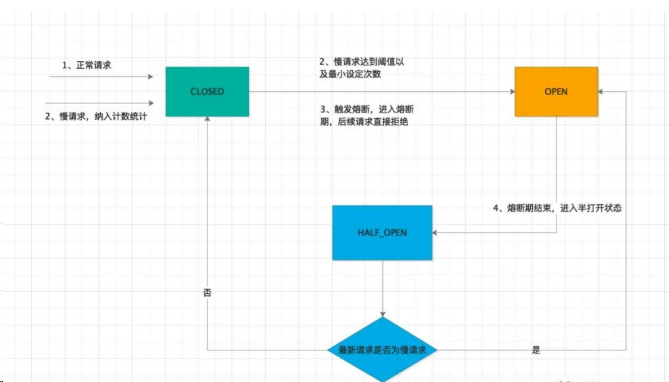 1、正常请求
2、慢请求，纳入计数统计
CLOSED
2、慢请求达到阈值以
及最小设定次数
3、触发熔断，进入熔断
期，后续请求直接拒绝
OPEN
4、熔断期结束，进入半打开状态
HALF_OPEN
否
最新请求是否为慢请求
是